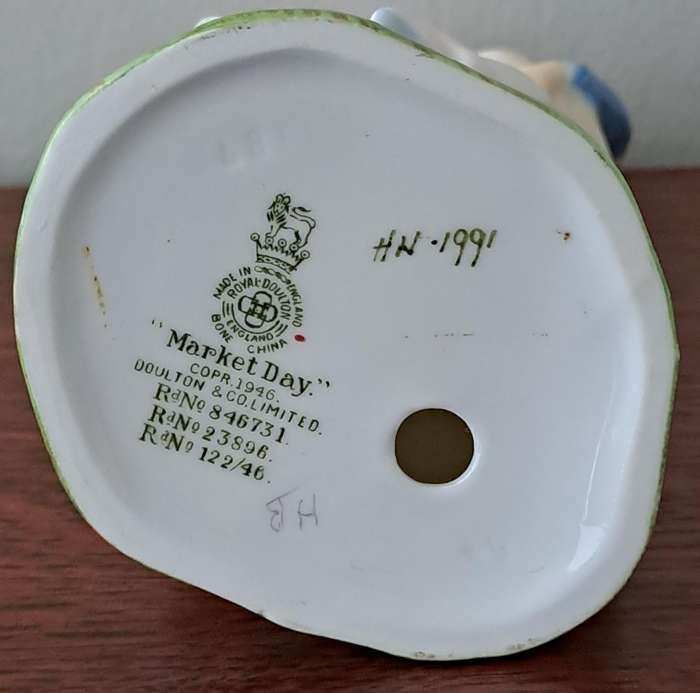 HN·1991
MADE IN ENGLAND
ROYAL·DOULTON
ENGLAND
BONE CHINA
"Market Day."
COPR. 1946.
DOULTON & CO. LIMITED.
RdNo 846731.
RdNo 23896.
RdNo 122/46.
HB